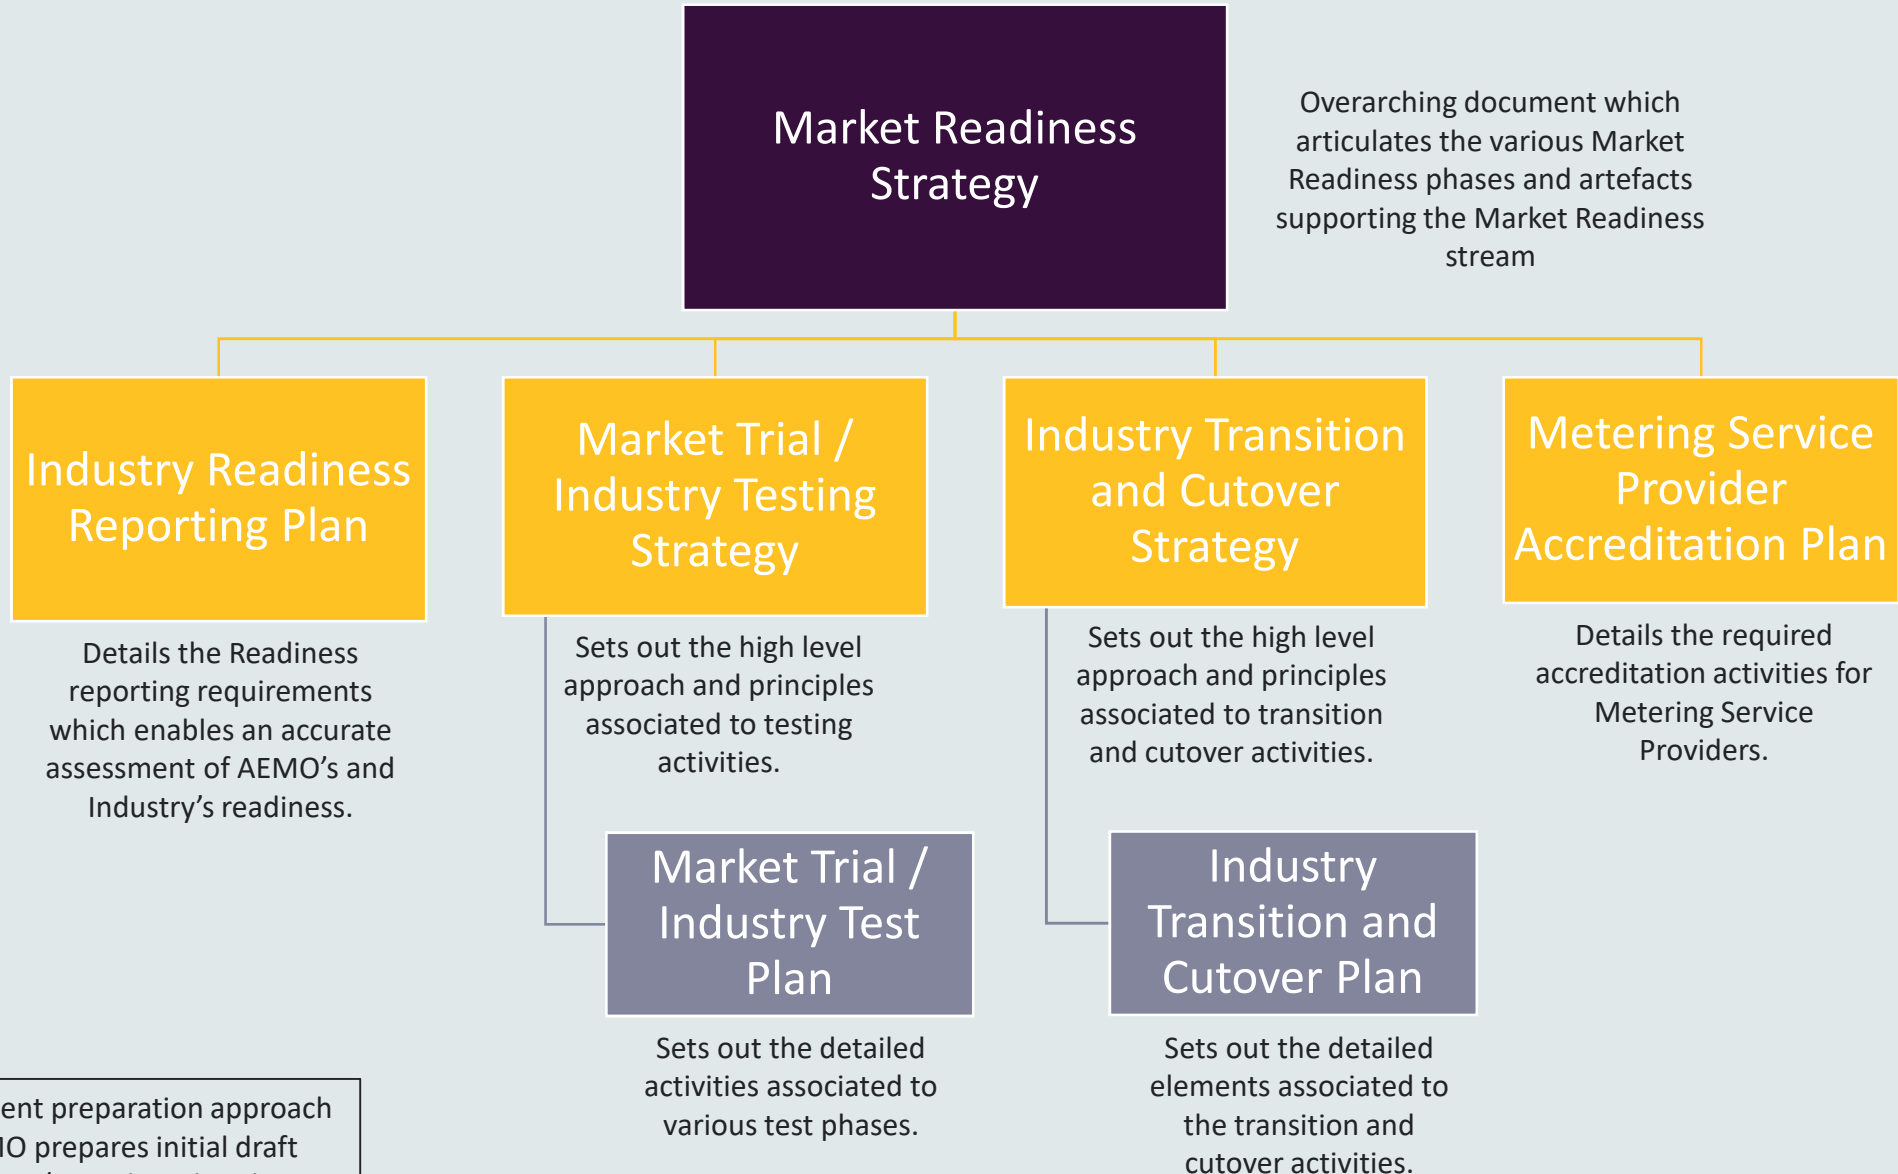 Market Readiness
Strategy
Overarching document which
articulates the various Market
Readiness phases and artefacts
supporting the Market Readiness
stream
Industry Readiness
Reporting Plan
Market Trial /
Industry Testing
Strategy
Industry Transition
and Cutover
Strategy
Metering Service
Provider
Accreditation Plan
Details the Readiness
reporting requirements
which enables an accurate
assessment of AEMO’s and
Industry’s readiness.
Sets out the high level
approach and principles
associated to testing
activities.
Sets out the high level
approach and principles
associated to transition
and cutover activities.
Details the required
accreditation activities for
Metering Service
Providers.
Market Trial /
Industry Test
Plan
Industry
Transition and
Cutover Plan
Sets out the detailed
activities associated to
various test phases.
Sets out the detailed
elements associated to
the transition and
cutover activities.
preparation approach
prepares initial draft